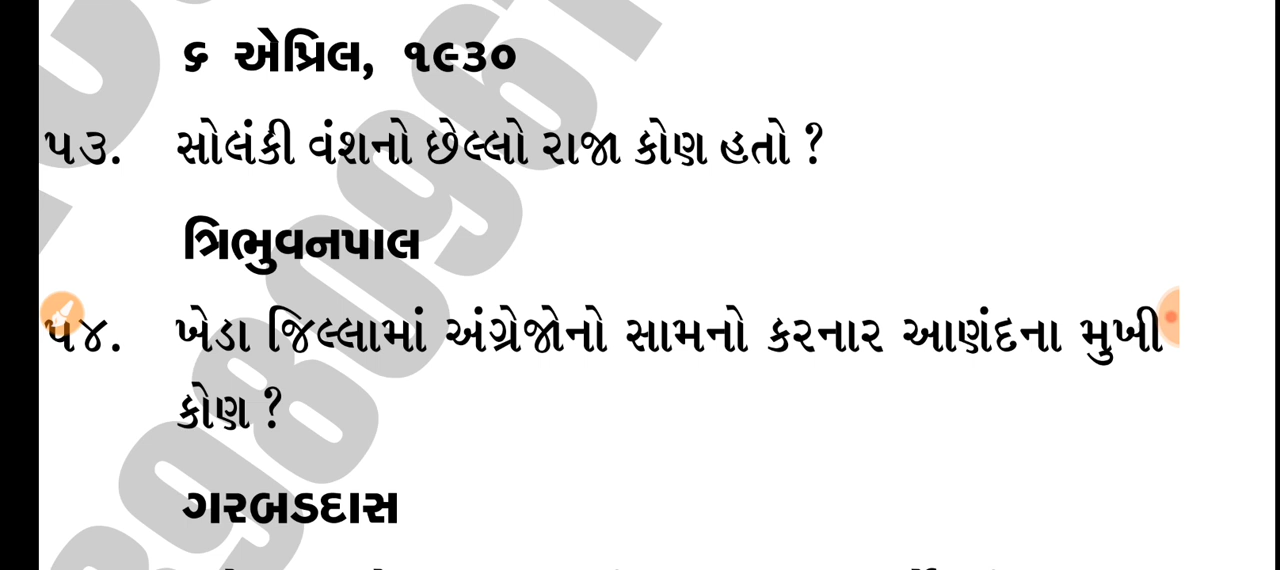 ૬ એપ્રિલ, ૧૯૩૦
૫૩. સોલંકી વંશનો છેલ્લો રાજા કોણ હતો ?
ત્રિભુવનપાલ
૫૪. ખેડા જિલ્લામાં અંગ્રેજોનો સામનો કરનાર આણંદના મુખી
કોણ ?
ગરબડદાસ